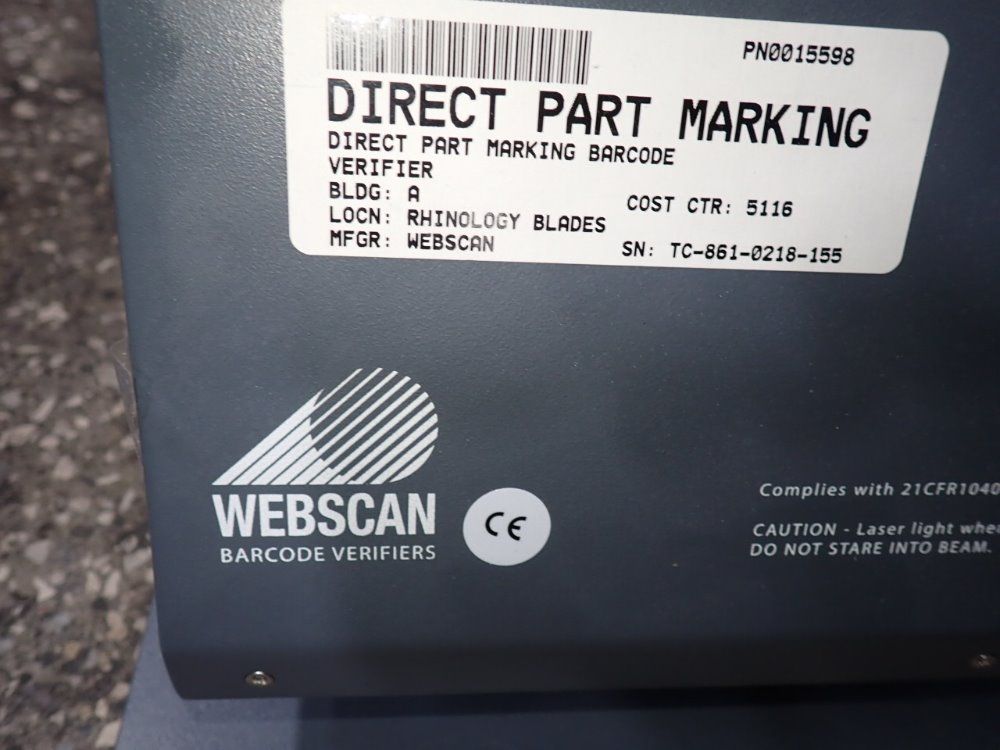 PN0015598
DIRECT PART MARKING
DIRECT PART MARKING BARCODE
VERIFIER
BLDG: A
COST CTR: 5116
LOCN: RHINOLOGY BLADES
MFGR: WEBSCAN
SN: TC-861-0218-155
WEBSCAN
BARCODE VERIFIERS
CE
Complies with 21CFR1040
CAUTION - Laser light
DO NOT STARE INTO BEAM.